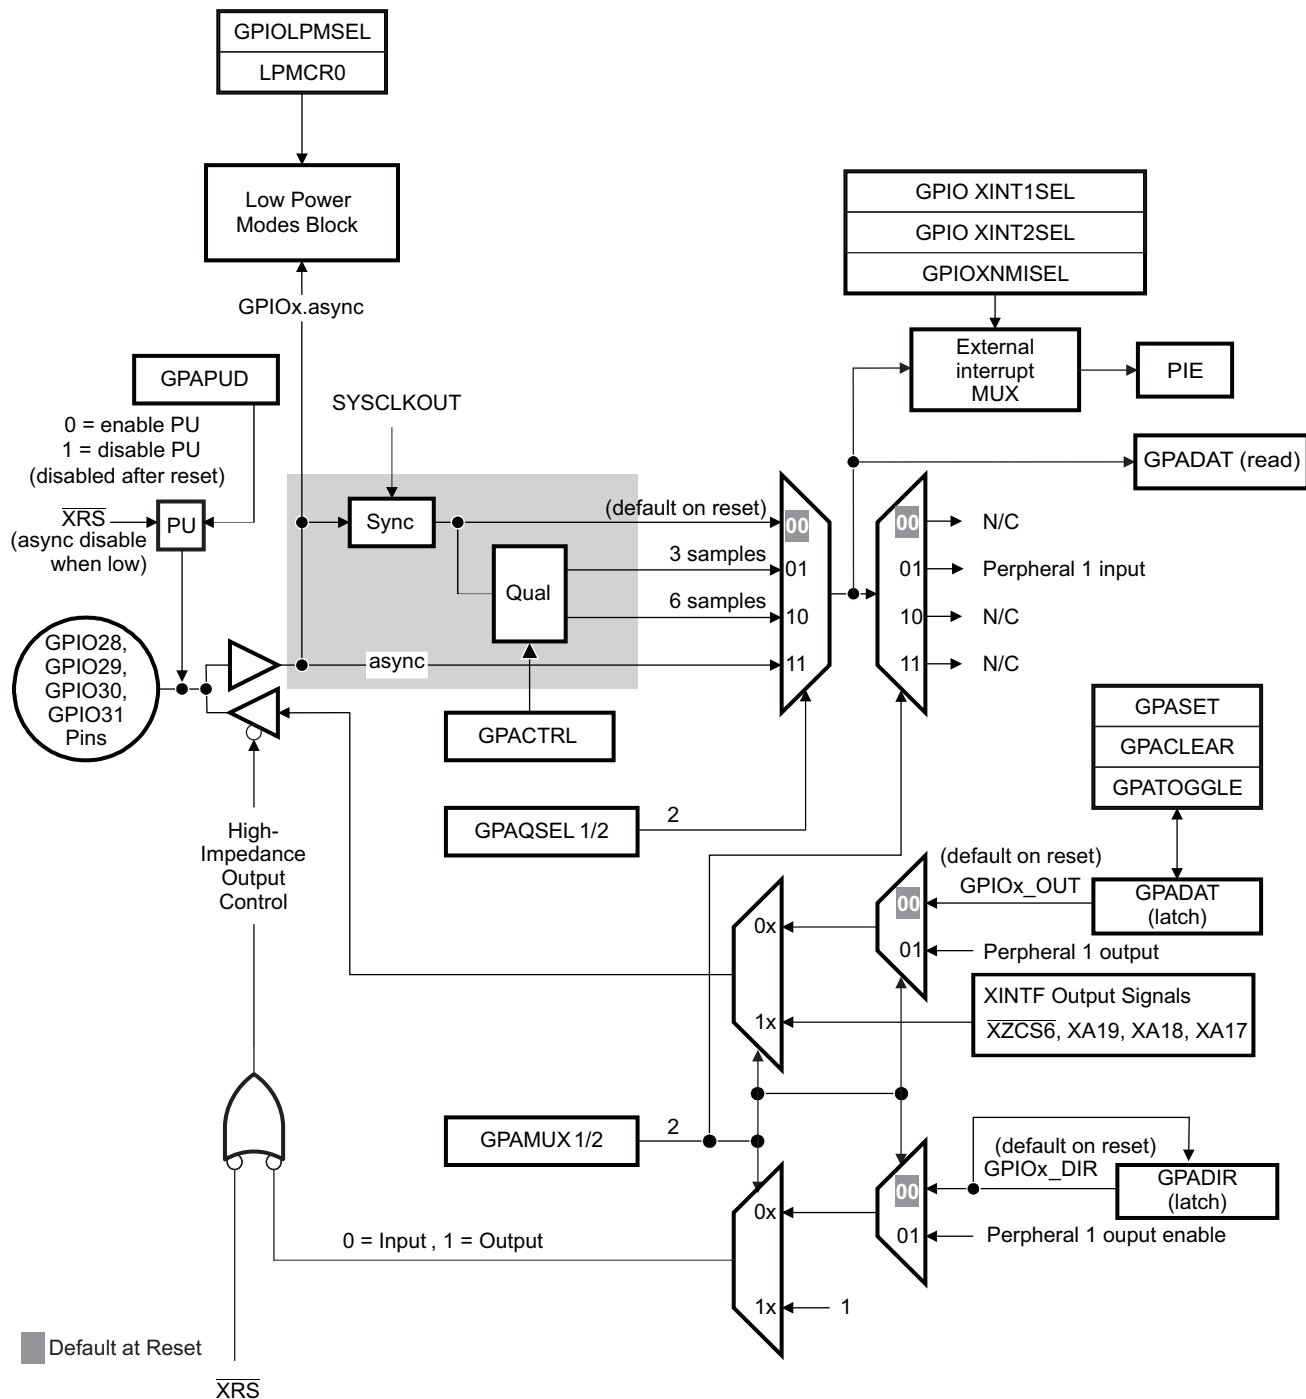 GPIOLPMSEL
LPMCR0
Low Power
Modes Block
GPIOx.async
GPIO XINT1SEL
GPIO XINT2SEL
GPIOXNMISEL
External
interrupt
MUX
PIE
GPAPUD
0 = enable PU
1 = disable PU
(disabled after reset)
XRS
(async disable
when low)
PU
SYSCLKOUT
Sync
Qual
(default on reset)
3 samples
6 samples
async
00
01
10
11
GPADAT (read)
00
01
10
11
N/C
Perpheral 1 input
N/C
N/C
GPIO28,
GPIO29,
GPIO30,
GPIO31
Pins
GPACTRL
GPAQSEL 1/2
2
GPASET
GPACLEAR
GPATOGGLE
High-
Impedance
Output
Control
(default on reset)
GPIOx_OUT
GPADAT
(latch)
00
01
Perpheral 1 output
0x
1x
XINTF Output Signals
XZCS6, XA19, XA18, XA17
GPAMUX 1/2
2
(default on reset)
GPIOx_DIR
GPADIR
(latch)
00
01
Perpheral 1 ouput enable
0x
1x
1
0 = Input , 1 = Output
Default at Reset
XRS